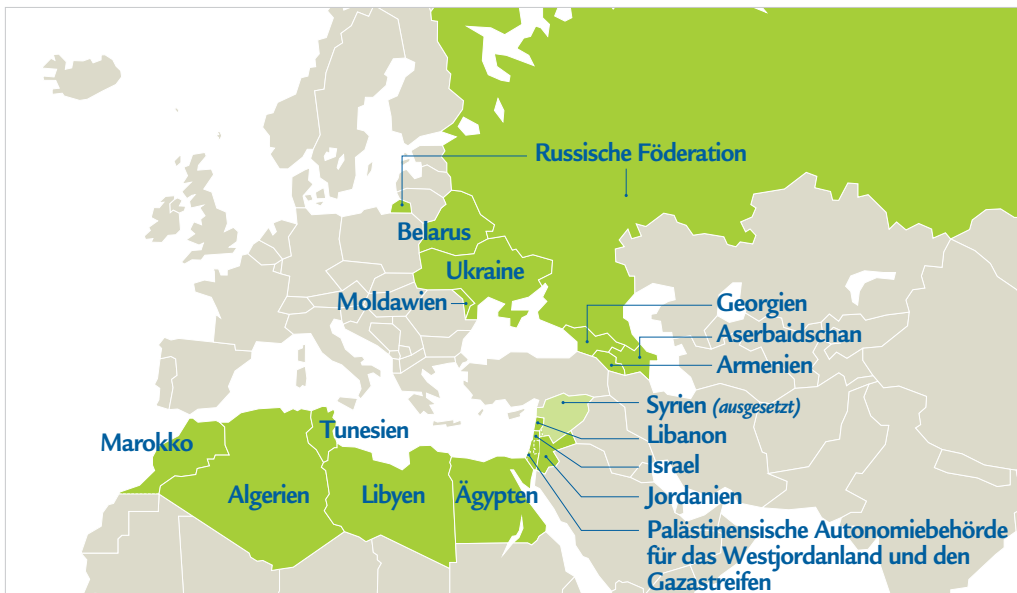 Russische Föderation
Belarus
Ukraine
Moldawien
Georgien
Aserbaidschan
Armenien
Syrien (ausgesetzt)
Libanon
Israel
Jordanien
Palästinensische Autonomiebehörde
für das Westjordanland und den
Gazastreifen
Marokko
Tunesien
Algerien
Libyen
Ägypten